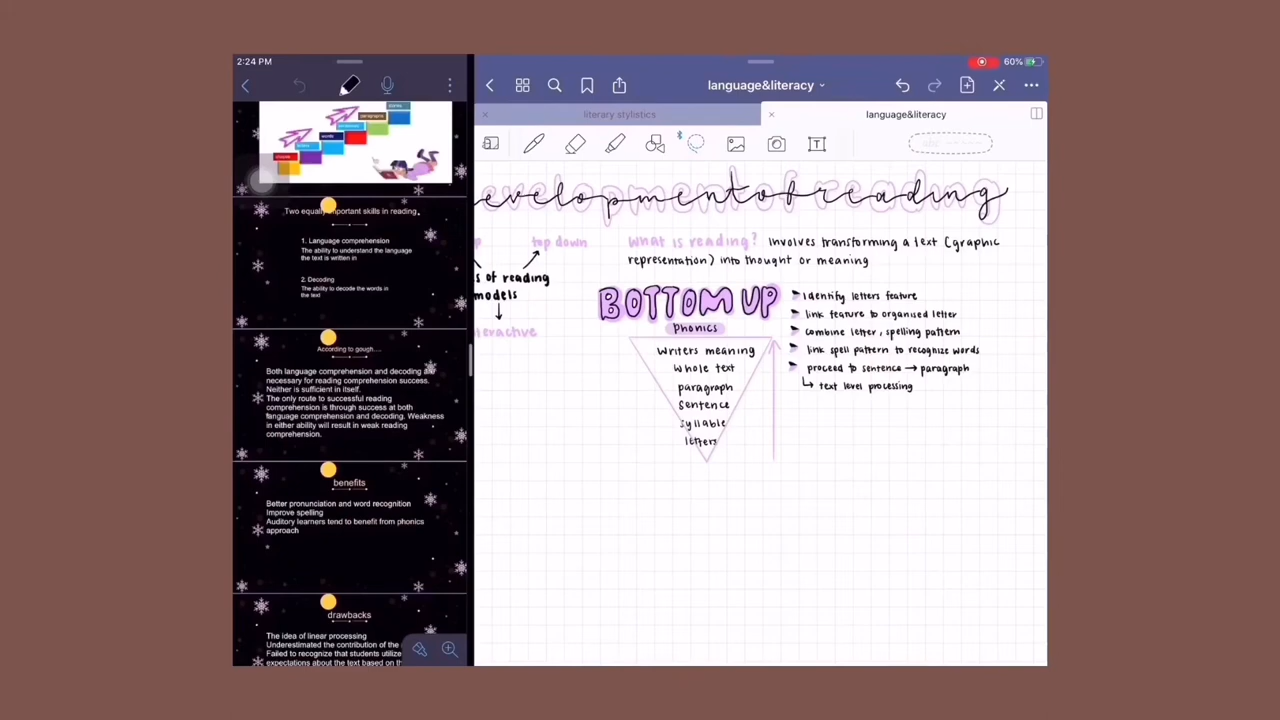 2:24 PM
60%
language&literacy
literary stylistics
language&literacy
stories
paragraphs
sentences
words
letters
choose
Two equally important skills in reading
1. Language comprehension
The ability to understand the language
the text is written in
2. Decoding
The ability to decode the words in
the text
According to gough....
Both language comprehension and decoding are
necessary for reading comprehension success.
Neither is sufficient in itself.
The only route to successful reading
comprehension is through success at both
language comprehension and decoding. Weakness
in either ability will result in weak reading
comprehension.
benefits
Better pronunciation and word recognition
Improve spelling
Auditory learners tend to benefit from phonics
approach
drawbacks
The idea of linear processing
Underestimated the contribution of the
Failed to recognize that students utilize
expectations about the text based on
evelopment of reading
p
top down
s of reading
models
teractive
What is reading? Involves transforming a text (graphic
representation) into thought or meaning
BOTTOM UP
Phonics
Writers meaning
Whole text
paragraph
Sentence
syllable
letters
Identify letters feature
link feature to organised letter
combine letter, spelling pattern
link spell pattern to recognize words
proceed to sentence → paragraph
↳ text level processing